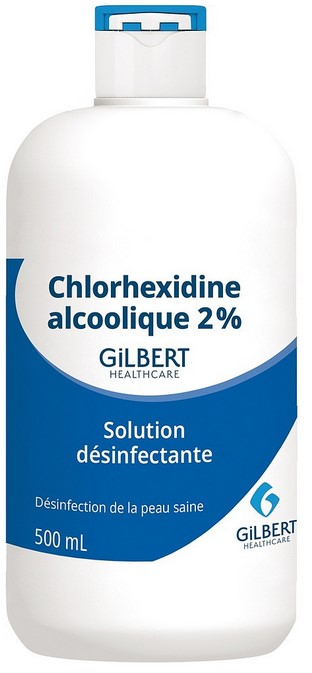 Chlorhexidine
alcoolique 2%
GiLBERT
HEALTHCARE
Solution
désinfectante
Désinfection de la peau saine
500 mL
GiLBERT
HEALTHCARE